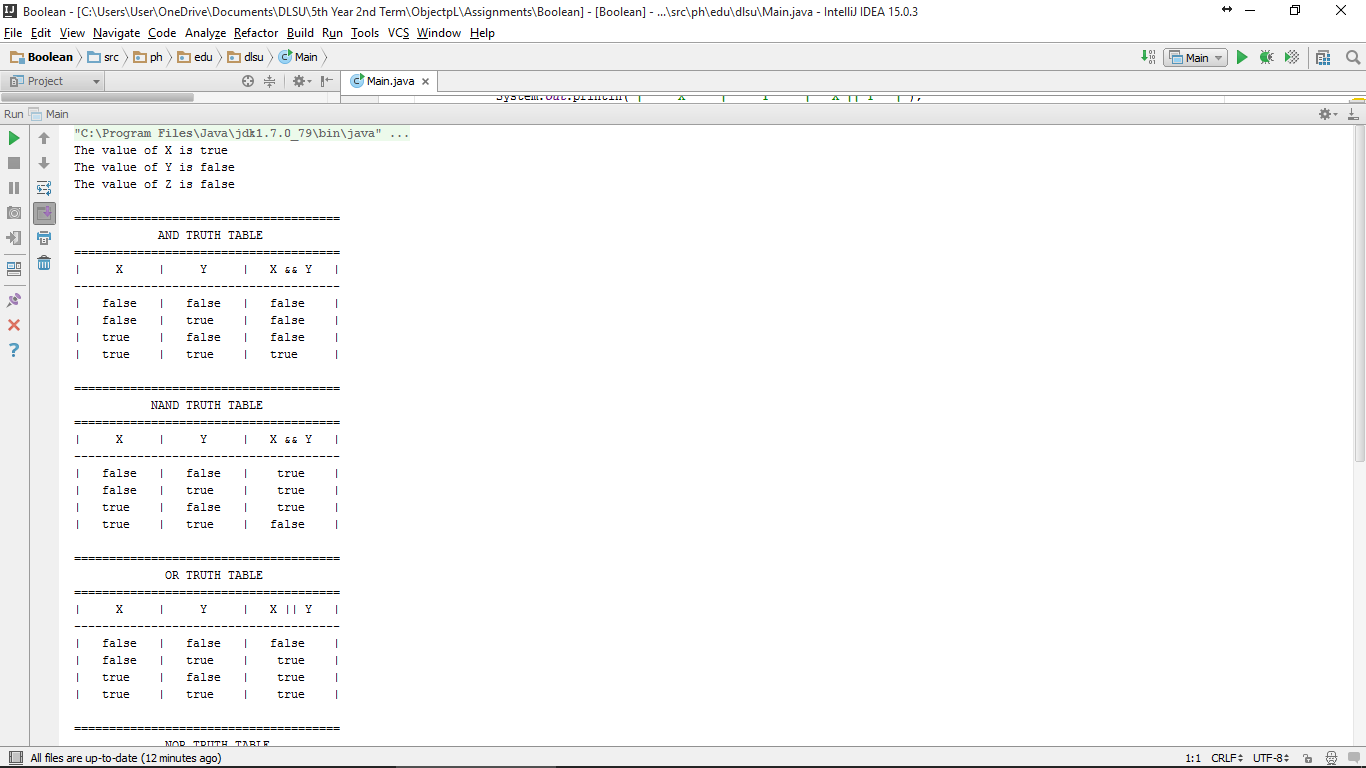 Boolean - [C:\Users\User\OneDrive\Documents\DLSU\5th Year 2nd Term\ObjectpL\Assignments\Boolean] - [Boolean] - ...\src\ph\edu\dlsu\Main.java - IntelliJ IDEA 15.0.3
File Edit View Navigate Code Analyze Refactor Build Run Tools VCS Window Help
Boolean src ph edu dlsu Main Main
Project Main.java
System.out.println("| X | Y | X || Y |");
Run Main
"C:\Program Files\Java\jdk1.7.0_79\bin\java" ...
The value of X is true
The value of Y is false
The value of Z is false
======================================
AND TRUTH TABLE
======================================
| X | Y | X && Y |
--------------------------------------
| false | false | false |
| false | true | false |
| true | false | false |
| true | true | true |
======================================
NAND TRUTH TABLE
======================================
| X | Y | X && Y |
--------------------------------------
| false | false | true |
| false | true | true |
| true | false | true |
| true | true | false |
======================================
OR TRUTH TABLE
======================================
| X | Y | X || Y |
--------------------------------------
| false | false | false |
| false | true | true |
| true | false | true |
| true | true | true |
======================================
NOR TRUTH TABLE
All files are up-to-date (12 minutes ago) 1:1 CRLF UTF-8